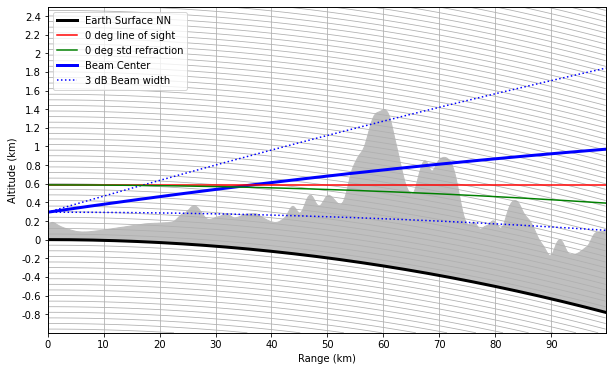 Earth Surface NN
0 deg line of sight
0 deg std refraction
Beam Center
3 dB Beam width
Altitude (km)
2.4
2.2
2
1.8
1.6
1.4
1.2
1
0.8
0.6
0.4
0.2
0
-0.2
-0.4
-0.6
-0.8
0 10 20 30 40 50 60 70 80 90
Range (km)